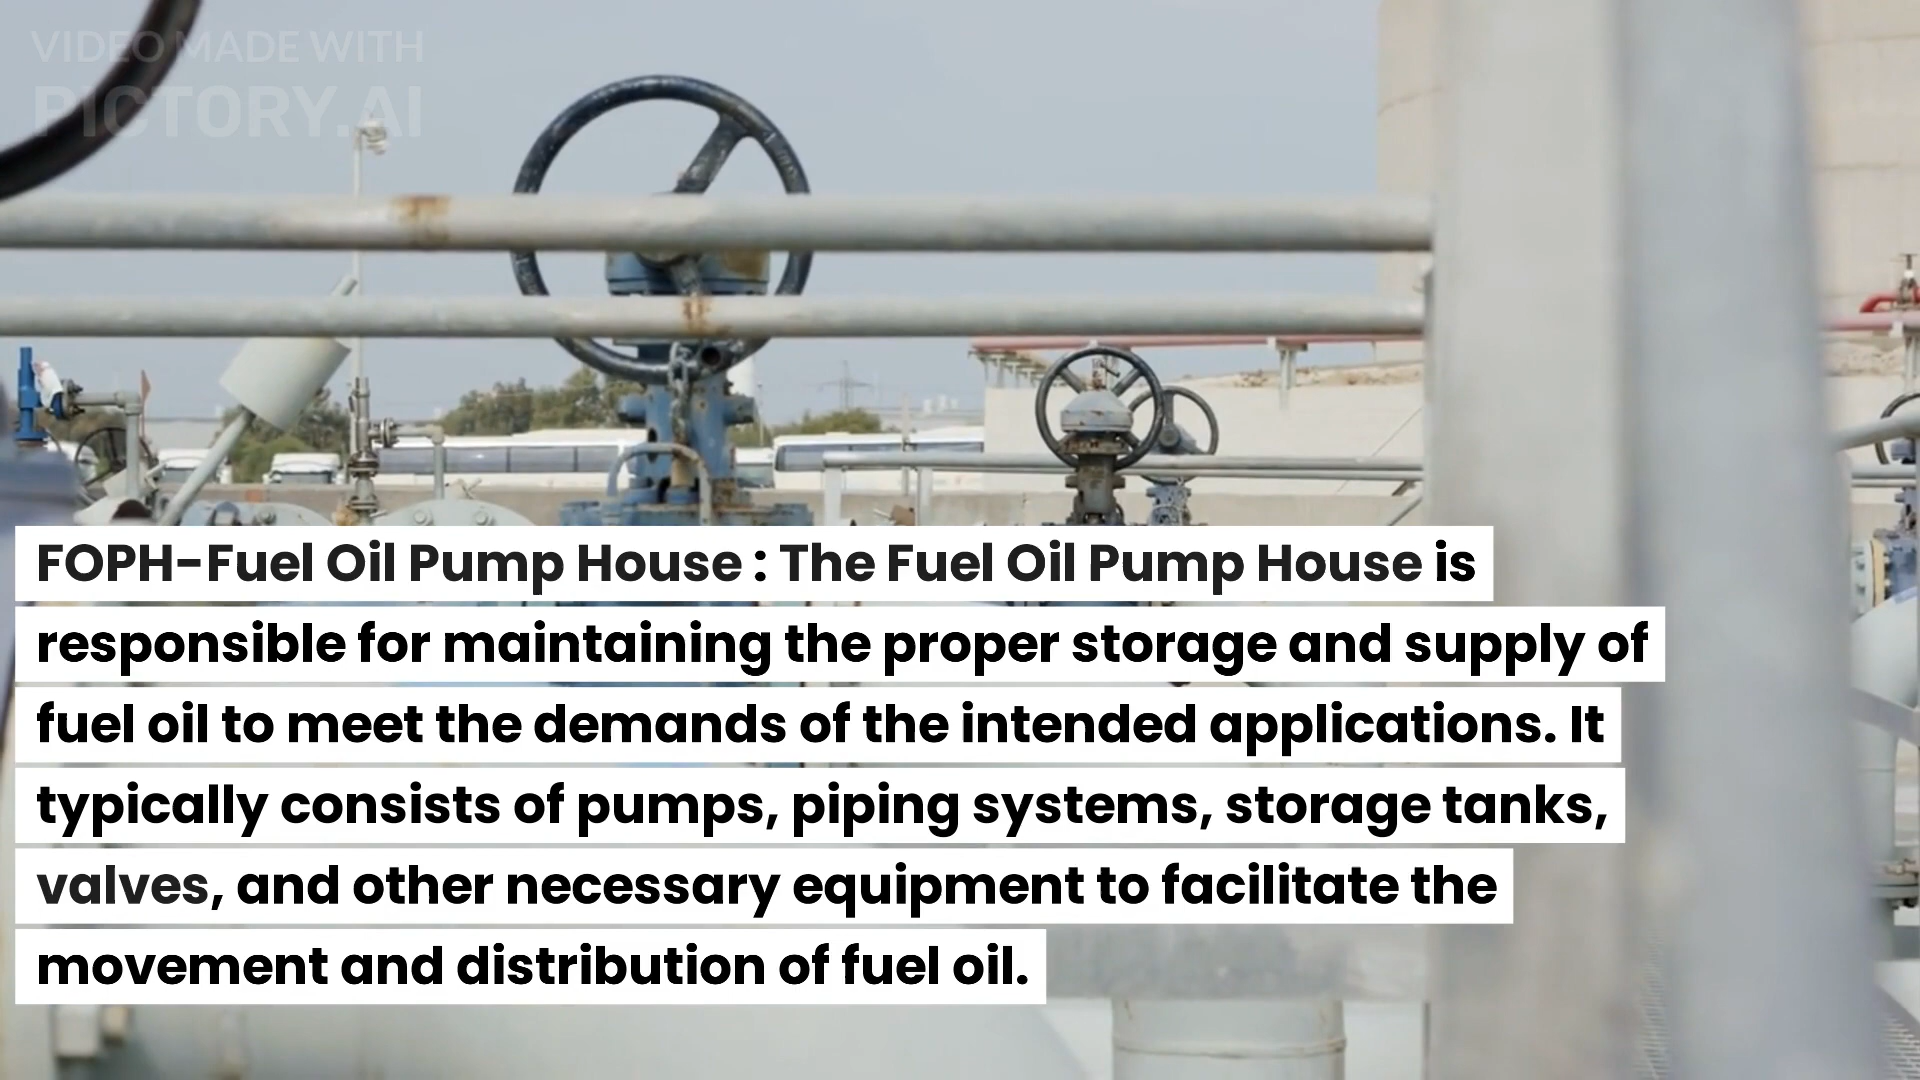 VIDEO MADE WITH
PICTORY.AI
FOPH-Fuel Oil Pump House : The Fuel Oil Pump House is
responsible for maintaining the proper storage and supply of
fuel oil to meet the demands of the intended applications. It
typically consists of pumps, piping systems, storage tanks,
valves, and other necessary equipment to facilitate the
movement and distribution of fuel oil.